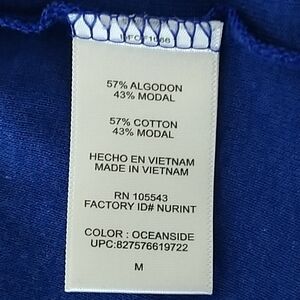 57% ALGODON
43% MODAL
57% COTTON
43% MODAL
HECHO EN VIETNAM
MADE IN VIETNAM
RN 105543
FACTORY ID# NURINT
COLOR : OCEANSIDE
UPC:827576619722
M